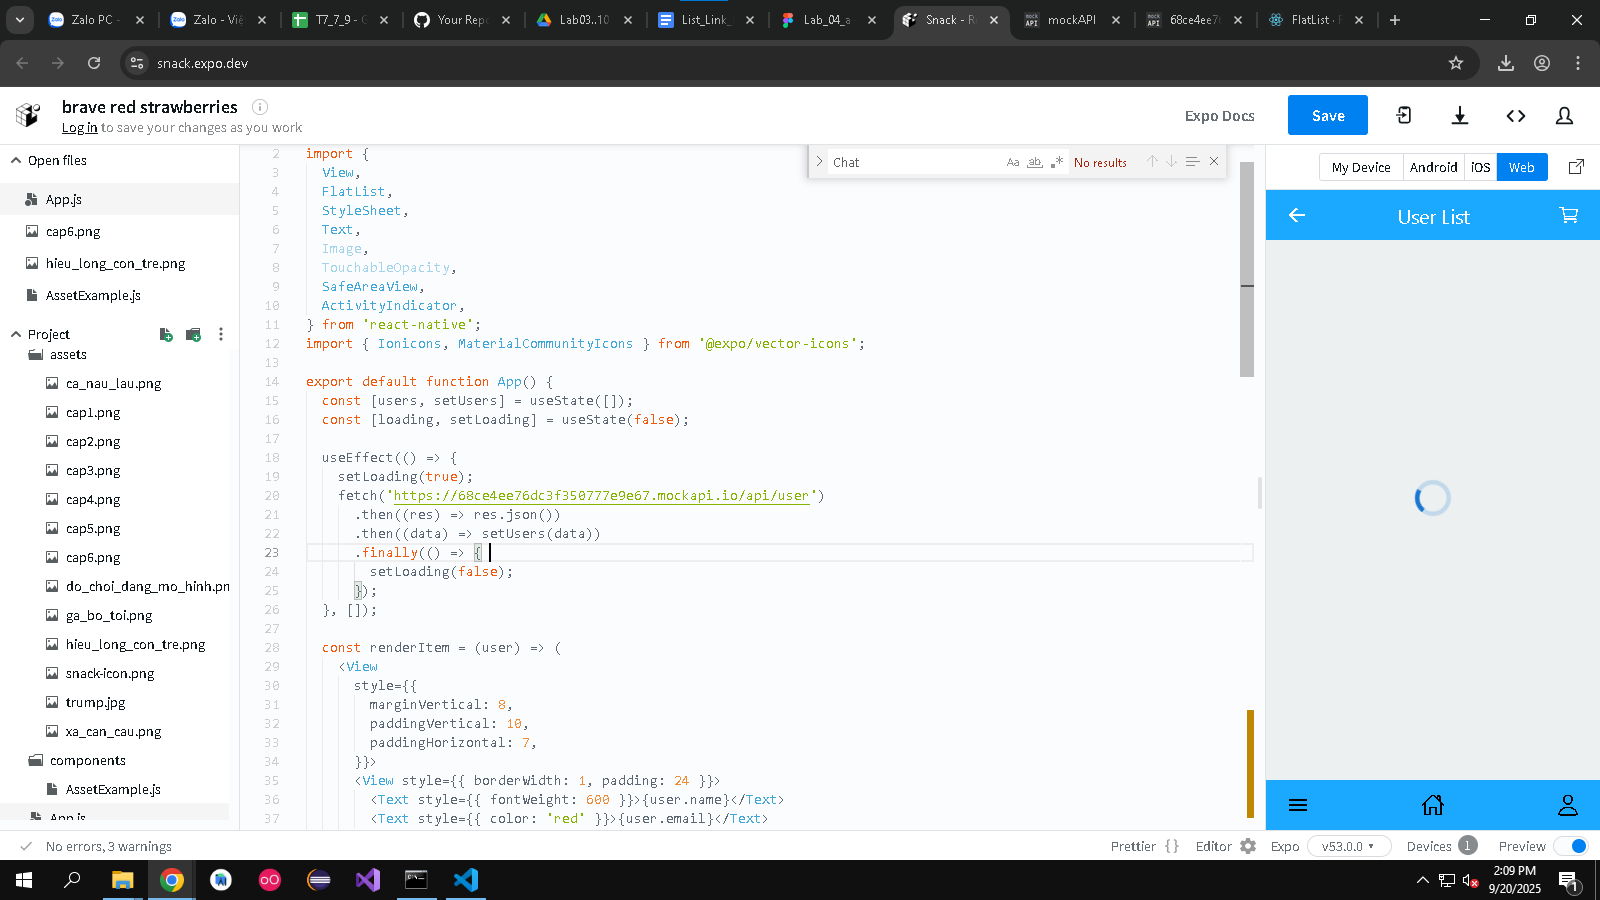 Zalo PC -
Zalo - Việ
T7_7_9 - G
Your Repo
Lab03..10
List_Link_
Lab_04_a
Snack - Re
mockAPI
68ce4ee76
FlatList · R
snack.expo.dev
brave red strawberries
Log in to save your changes as you work
Expo Docs
Save
Open files
App.js
cap6.png
hieu_long_con_tre.png
AssetExample.js
Project
assets
ca_nau_lau.png
cap1.png
cap2.png
cap3.png
cap4.png
cap5.png
cap6.png
do_choi_dang_mo_hinh.pn
ga_bo_toi.png
hieu_long_con_tre.png
snack-icon.png
trump.jpg
xa_can_cau.png
components
AssetExample.js
App.js
Chat
Aa ab No results
2 import {
3 View,
4 FlatList,
5 StyleSheet,
6 Text,
7 Image,
8 TouchableOpacity,
9 SafeAreaView,
10 ActivityIndicator,
11 } from 'react-native';
12 import { Ionicons, MaterialCommunityIcons } from '@expo/vector-icons';
13
14 export default function App() {
15 const [users, setUsers] = useState([]);
16 const [loading, setLoading] = useState(false);
17
18 useEffect(() => {
19 setLoading(true);
20 fetch('https://68ce4ee76dc3f350777e9e67.mockapi.io/api/user')
21 .then((res) => res.json())
22 .then((data) => setUsers(data))
23 .finally(() => {
24 setLoading(false);
25 });
26 }, []);
27
28 const renderItem = (user) => (
29 <View
30 style={{
31 marginVertical: 8,
32 paddingVertical: 10,
33 paddingHorizontal: 7,
34 }}>
35 <View style={{ borderWidth: 1, padding: 24 }}>
36 <Text style={{ fontWeight: 600 }}>{user.name}</Text>
37 <Text style={{ color: 'red' }}>{user.email}</Text>
My Device
Android
iOS
Web
User List
No errors, 3 warnings
Prettier { }
Editor
Expo
v53.0.0
Devices 1
Preview
2:09 PM
9/20/2025
1